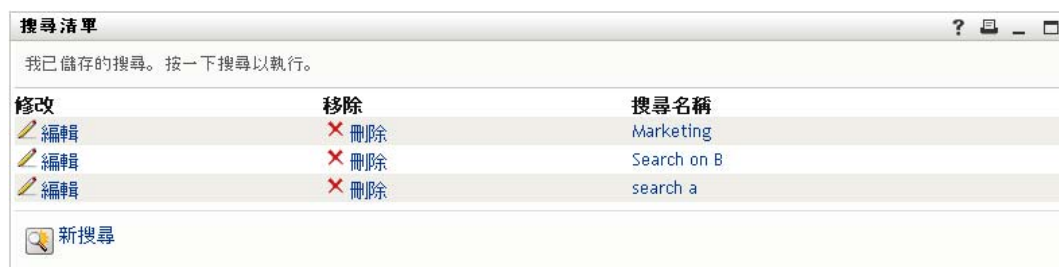 搜尋清單 ?
我已儲存的搜尋。按一下搜尋以執行。
修改 移除 搜尋名稱
編輯 刪除 Marketing
編輯 刪除 Search on B
編輯 刪除 search a
新搜尋